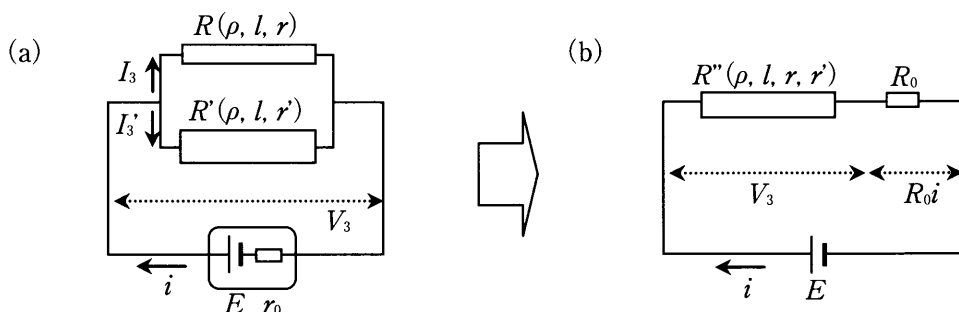 (a)
R(ρ, l, r)
I₃
I₃'
R'(ρ, l, r')
V₃
i
E r₀
(b)
R''(ρ, l, r, r')
R₀
V₃
R₀i
i
E